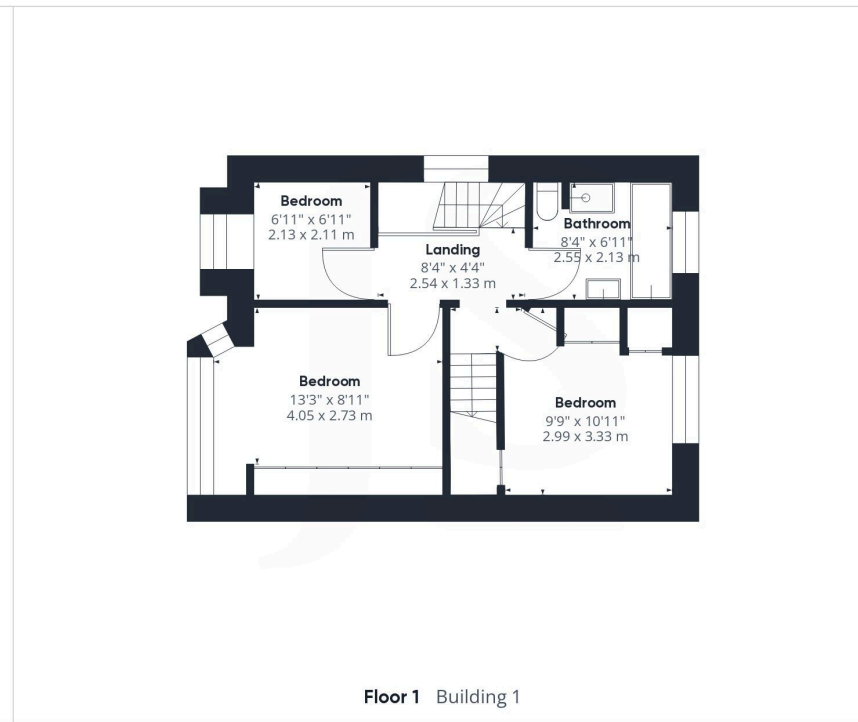 Bedroom
6'11" x 6'11"
2.13 x 2.11 m
Landing
8'4" x 4'4"
2.54 x 1.33 m
Bathroom
8'4" x 6'11"
2.55 x 2.13 m
Bedroom
13'3" x 8'11"
4.05 x 2.73 m
Bedroom
9'9" x 10'11"
2.99 x 3.33 m
Floor 1 Building 1